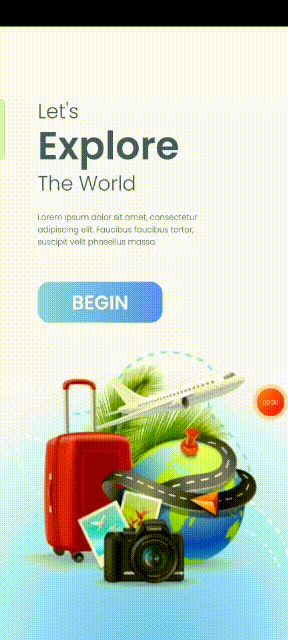 Let's
Explore
The World
Lorem ipsum dolor sit amet, consectetur
adipiscing elit. Faucibus faucibus tortor,
suscipit velit phasellus massa.
BEGIN
00:00